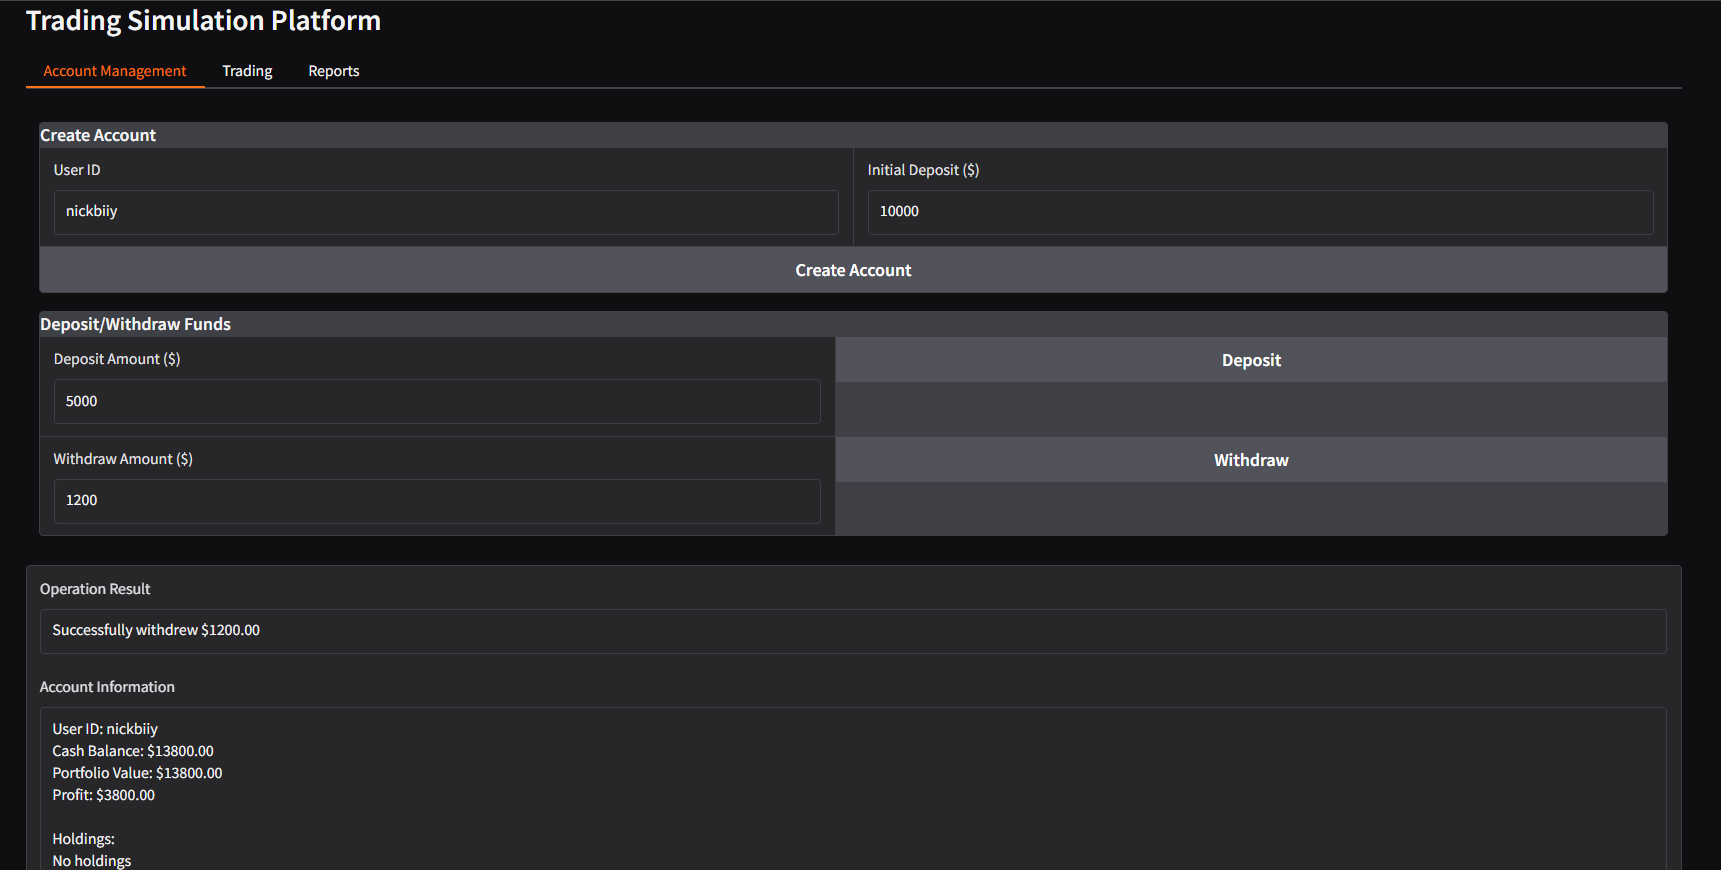 Trading Simulation Platform
Account Management Trading Reports
Create Account
User ID Initial Deposit ($)
nickbiiy 10000
Create Account
Deposit/Withdraw Funds
Deposit Amount ($) Deposit
5000
Withdraw Amount ($) Withdraw
1200
Operation Result
Successfully withdrew $1200.00
Account Information
User ID: nickbiiy
Cash Balance: $13800.00
Portfolio Value: $13800.00
Profit: $3800.00
Holdings:
No holdings